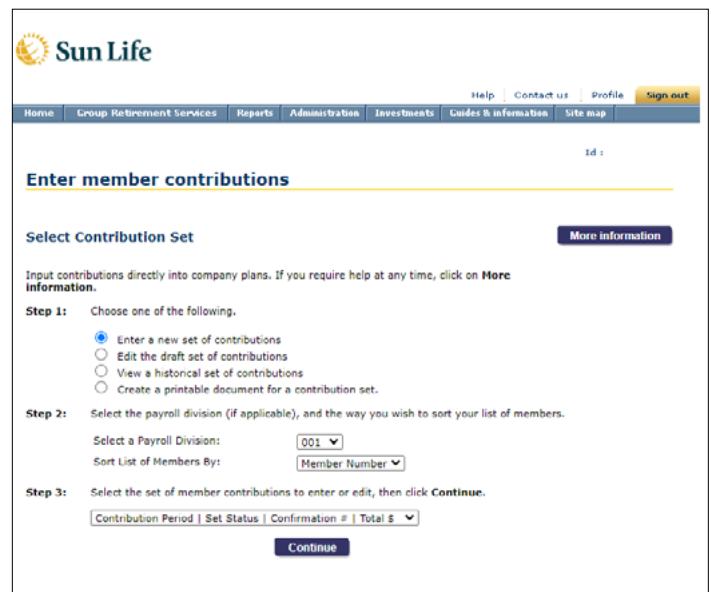 Sun Life
Help Contact us Profile Sign out
Home Group Retirement Services Reports Administration Investments Guides & information Site map
Id :
Enter member contributions
Select Contribution Set
More information
Input contributions directly into company plans. If you require help at any time, click on More
information.
Step 1: Choose one of the following.
Enter a new set of contributions
Edit the draft set of contributions
View a historical set of contributions
Create a printable document for a contribution set.
Step 2: Select the payroll division (if applicable), and the way you wish to sort your list of members.
Select a Payroll Division: 001
Sort List of Members By: Member Number
Step 3: Select the set of member contributions to enter or edit, then click Continue.
Contribution Period | Set Status | Confirmation # | Total $
Continue